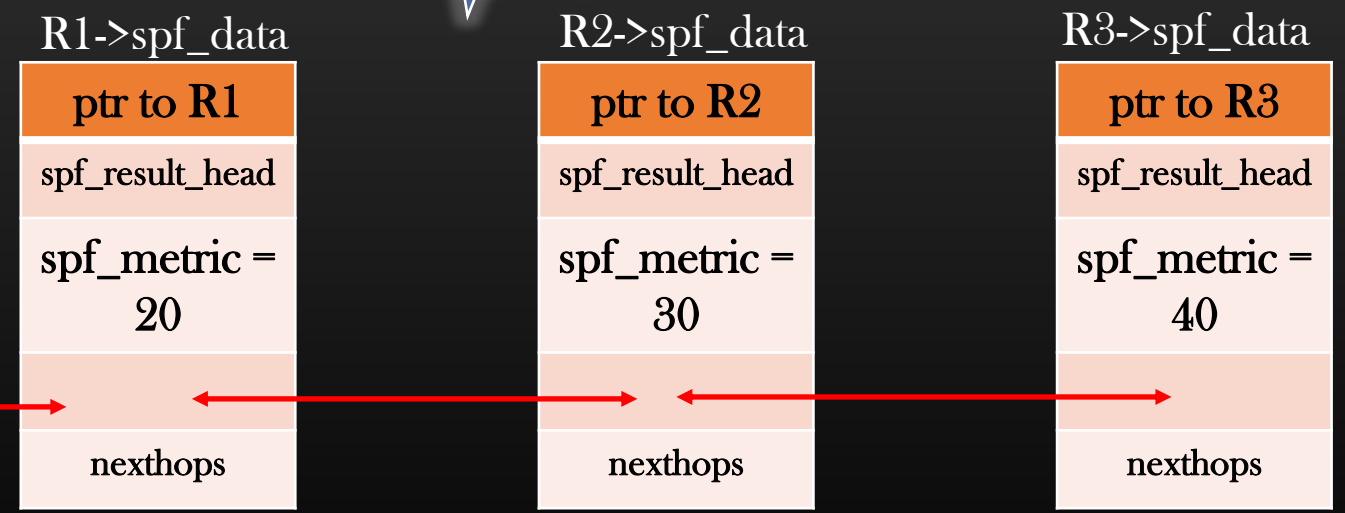 R1->spf_data
R2->spf_data
R3->spf_data
ptr to R1
ptr to R2
ptr to R3
spf_result_head
spf_result_head
spf_result_head
spf_metric =
20
spf_metric =
30
spf_metric =
40
nexthops
nexthops
nexthops